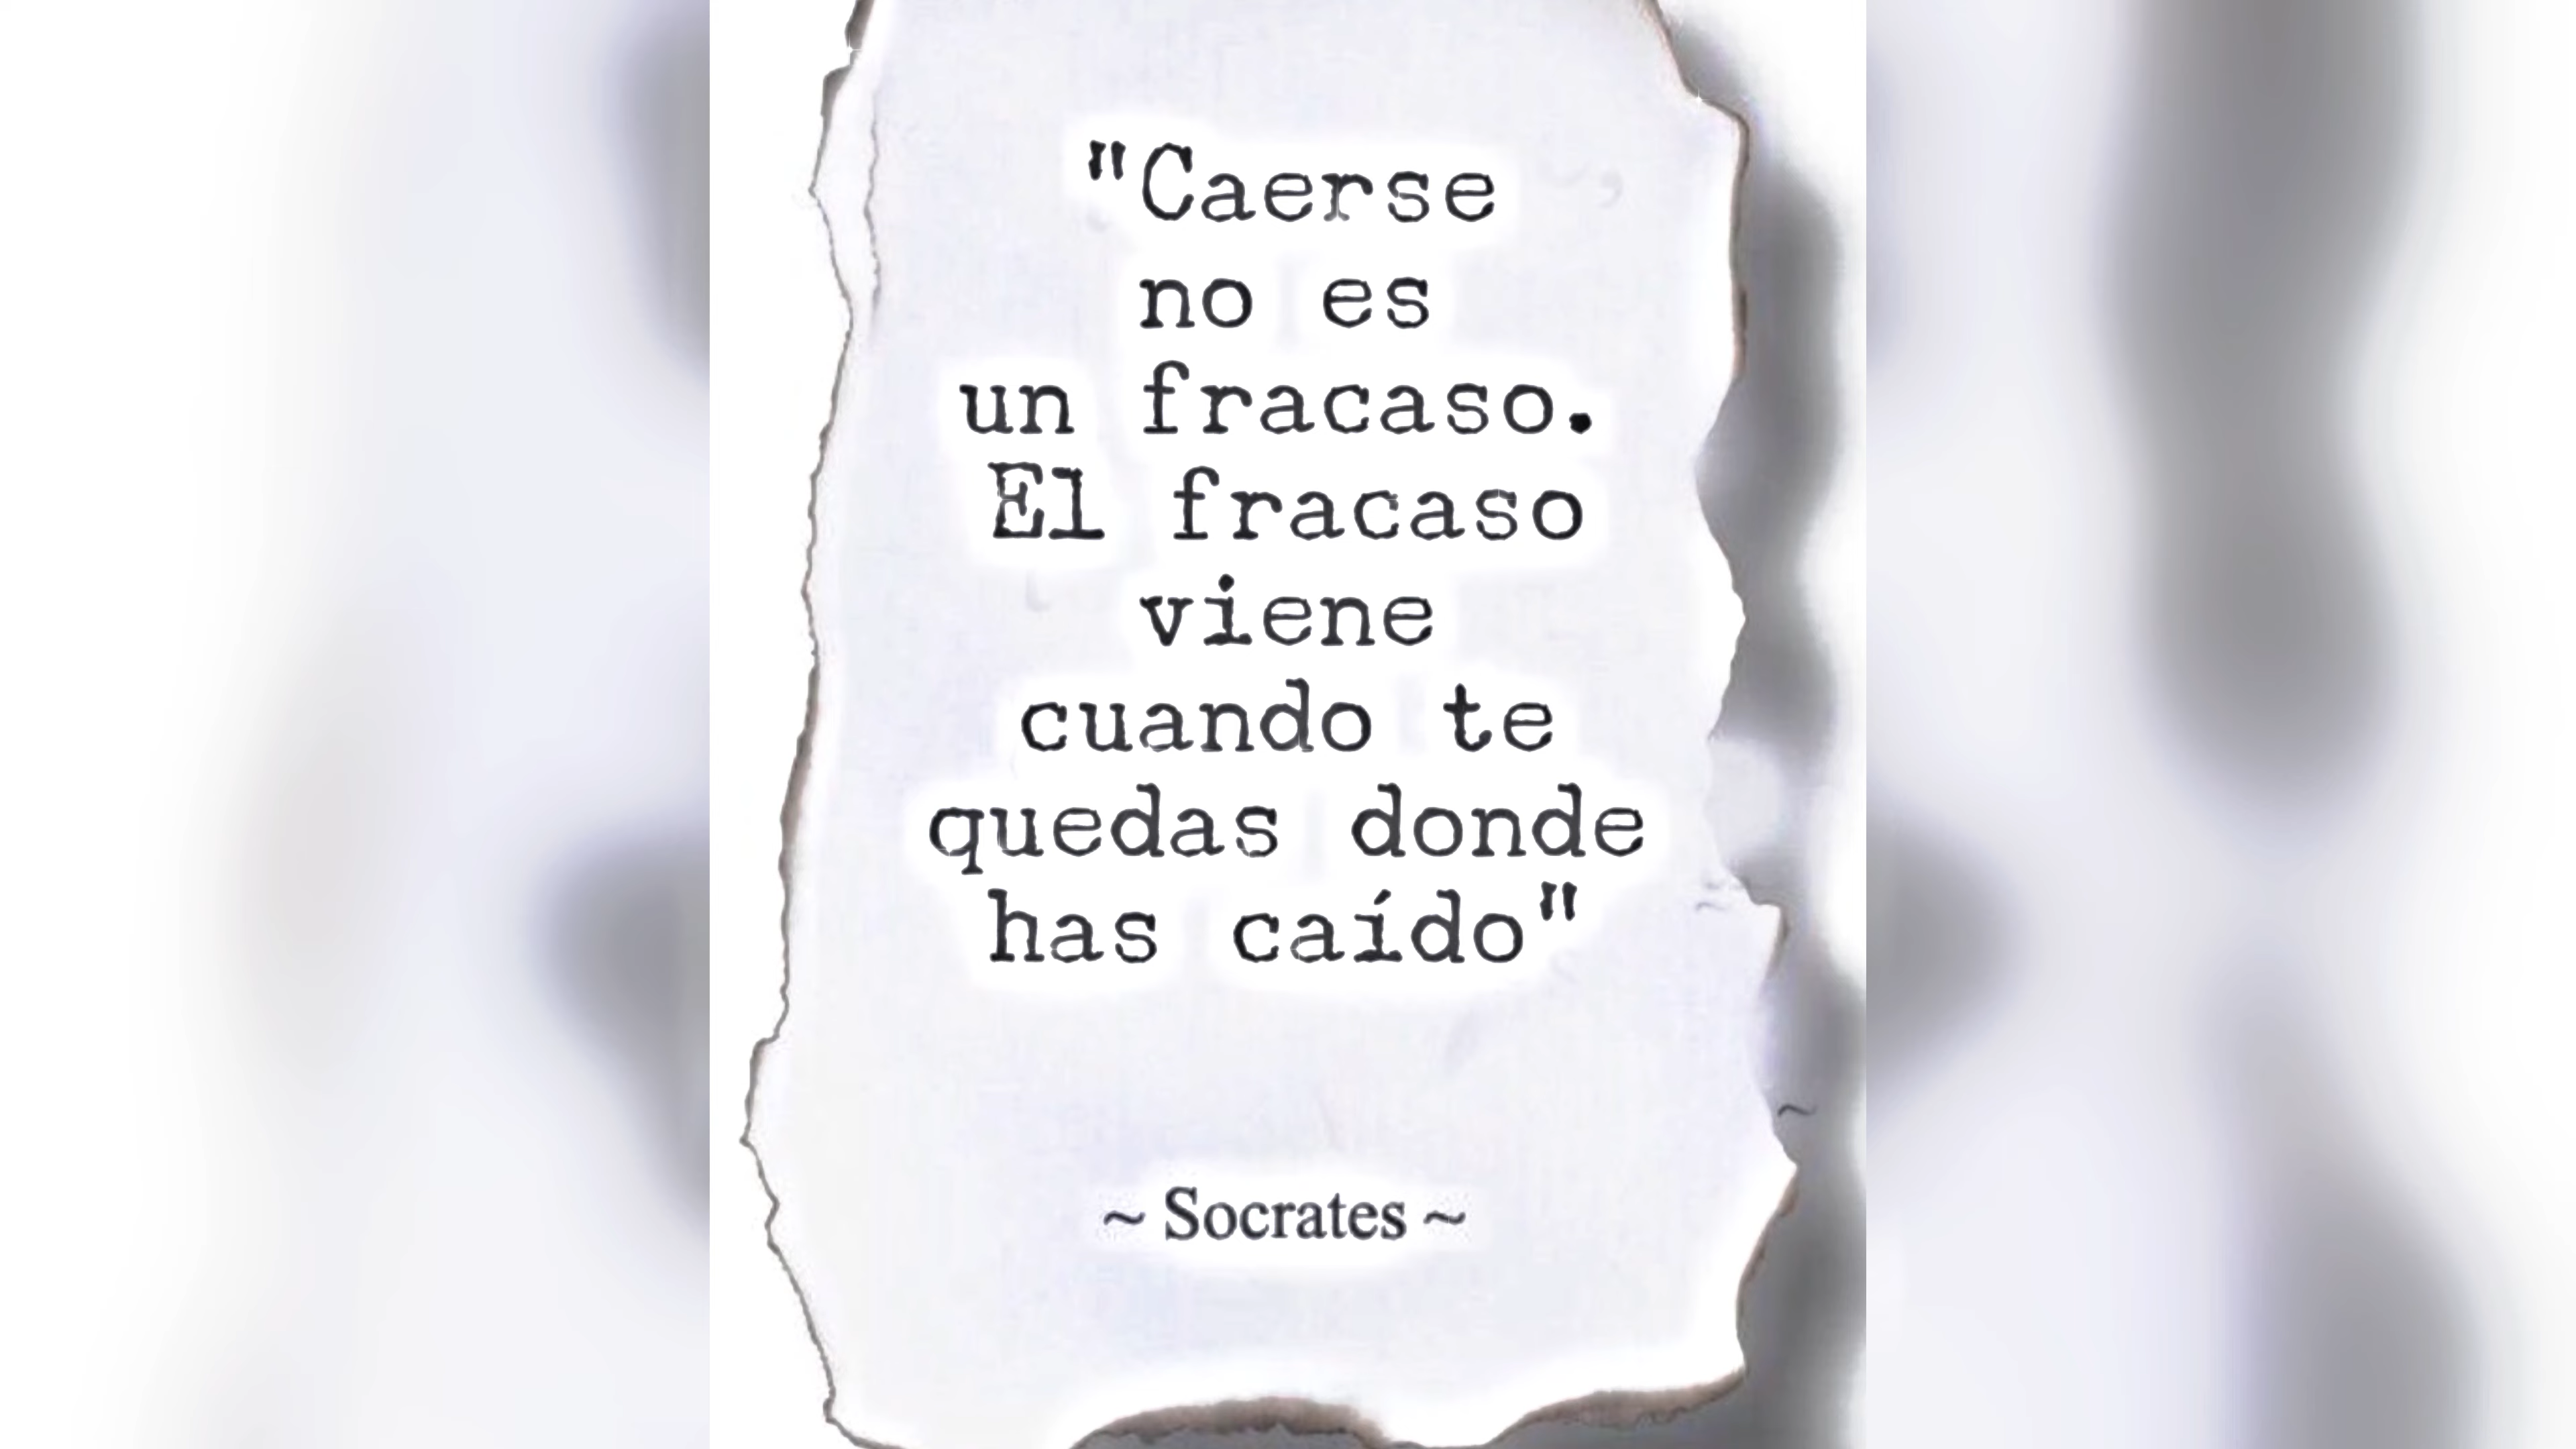 "Caerse
no es
un fracaso.
El fracaso
viene
cuando te
quedas donde
has caído"
~ Socrates ~